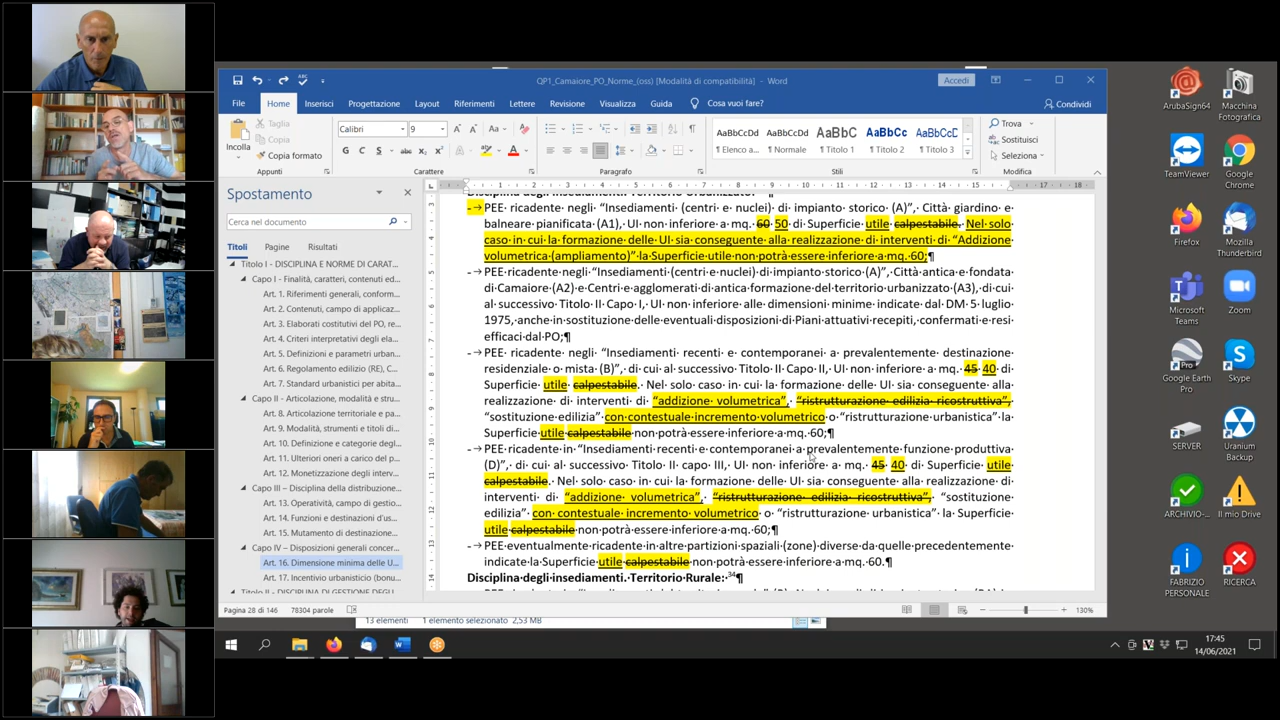 QP1_Camaiore_PO_Norme_(oss) [Modalità di compatibilità] - Word
Accedi
File Home Inserisci Progettazione Layout Riferimenti Lettere Revisione Visualizza Guida Cosa vuoi fare? Condividi
Incolla
Taglia
Copia
Copia formato
Calibri 9
Appunti
Carattere
Paragrafo
AaBbCcDd AaBbCcDd AaBbC AaBbCc AaBbCcD
¶ Elenco a... ¶ Normale ¶ Titolo 1 ¶ Titolo 2 ¶ Titolo 3
Stili
Trova
Sostituisci
Seleziona
Modifica
Spostamento
Cerca nel documento
Titoli Pagine Risultati
Titolo I - DISCIPLINA E NORME DI CARAT...
Capo I - Finalità, caratteri, contenuti ed...
Art. 1. Riferimenti generali, conform...
Art. 2. Contenuti, campo di applicaz...
Art. 3. Elaborati costitutivi del PO, re...
Art. 4. Criteri interpretativi degli ela...
Art. 5. Definizioni e parametri urban...
Art. 6. Regolamento edilizio (RE), C...
Art. 7. Standard urbanistici per abita...
Capo II - Articolazione, modalità e stru...
Art. 8. Articolazione territoriale e pa...
Art. 9. Modalità, strumenti e titoli di...
Art. 10. Definizione e categorie degl...
Art. 11. Ulteriori oneri a carico del p...
Art. 12. Monetizzazione degli interv...
Capo III – Disciplina della distribuzione...
Art. 13. Operatività, campo di gestio...
Art. 14. Funzioni e destinazioni d'us...
Art. 15. Mutamento di destinazione...
Capo IV – Disposizioni generali concer...
Art. 16. Dimensione minima delle U...
Art. 17. Incentivo urbanistico (bonu...
PEE ricadente negli "Insediamenti (centri e nuclei) di impianto storico (A)", Città giardino e
balneare pianificata (A1), UI non inferiore a mq. 60 50 di Superficie utile calpestabile. Nel solo
caso in cui la formazione delle UI sia conseguente alla realizzazione di interventi di "Addizione
volumetrica (ampliamento)" la Superficie utile non potrà essere inferiore a mq. 60;¶
- PEE ricadente negli "Insediamenti (centri e nuclei) di impianto storico (A)", Città antica e fondata
di Camaiore (A2) e Centri e agglomerati di antica formazione del territorio urbanizzato (A3), di cui
al successivo Titolo II Capo I, UI non inferiore alle dimensioni minime indicate dal DM 5 luglio
1975, anche in sostituzione delle eventuali disposizioni di Piani attuativi recepiti, confermati e resi
efficaci dal PO;¶
- PEE ricadente negli "Insediamenti recenti e contemporanei a prevalentemente destinazione
residenziale o mista (B)", di cui al successivo Titolo II Capo II, UI non inferiore a mq. 45 40 di
Superficie utile calpestabile. Nel solo caso in cui la formazione delle UI sia conseguente alla
realizzazione di interventi di "addizione volumetrica", "ristrutturazione edilizia ricostruttiva",
"sostituzione edilizia" con contestuale incremento volumetrico o "ristrutturazione urbanistica" la
Superficie utile calpestabile non potrà essere inferiore a mq. 60;¶
- PEE ricadente in "Insediamenti recenti e contemporanei a prevalentemente funzione produttiva
(D)", di cui al successivo Titolo II capo III, UI non inferiore a mq. 45 40 di Superficie utile
calpestabile. Nel solo caso in cui la formazione delle UI sia conseguente alla realizzazione di
interventi di "addizione volumetrica", "ristrutturazione edilizia ricostruttiva", "sostituzione
edilizia" con contestuale incremento volumetrico o "ristrutturazione urbanistica" la Superficie
utile calpestabile non potrà essere inferiore a mq. 60;¶
- PEE eventualmente ricadente in altre partizioni spaziali (zone) diverse da quelle precedentemente
indicate la Superficie utile calpestabile non potrà essere inferiore a mq. 60.¶
Disciplina degli insediamenti. Territorio Rurale: 34¶
Pagina 28 di 146 78304 parole 130%
13 elementi 1 elemento selezionato 2,53 MB
ArubaSign64
Macchina Fotografica
TeamViewer
Google Chrome
Firefox
Mozilla Thunderbird
Microsoft Teams
Zoom
Google Earth Pro
Skype
SERVER
Uranium Backup
ARCHIVIO-...
Il mio Drive
FABRIZIO PERSONALE
RICERCA
17:45
14/06/2021